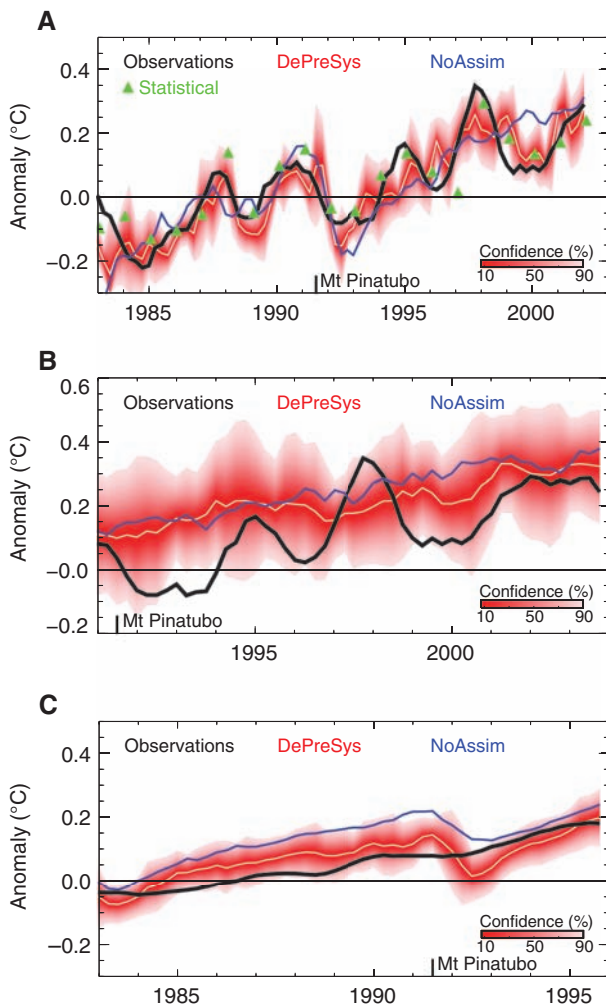 A
Observations DePreSys NoAssim
Statistical
0.4
0.2
0.0
−0.2
Anomaly (°C)
Confidence (%)
10 50 90
Mt Pinatubo
1985 1990 1995 2000
B
0.6
Observations DePreSys NoAssim
0.4
0.2
-0.0
-0.2
Anomaly (°C)
Confidence (%)
10 50 90
Mt Pinatubo
1995 2000
C
Observations DePreSys NoAssim
0.4
0.2
0.0
−0.2
Anomaly (°C)
Confidence (%)
10 50 90
Mt Pinatubo
1985 1990 1995